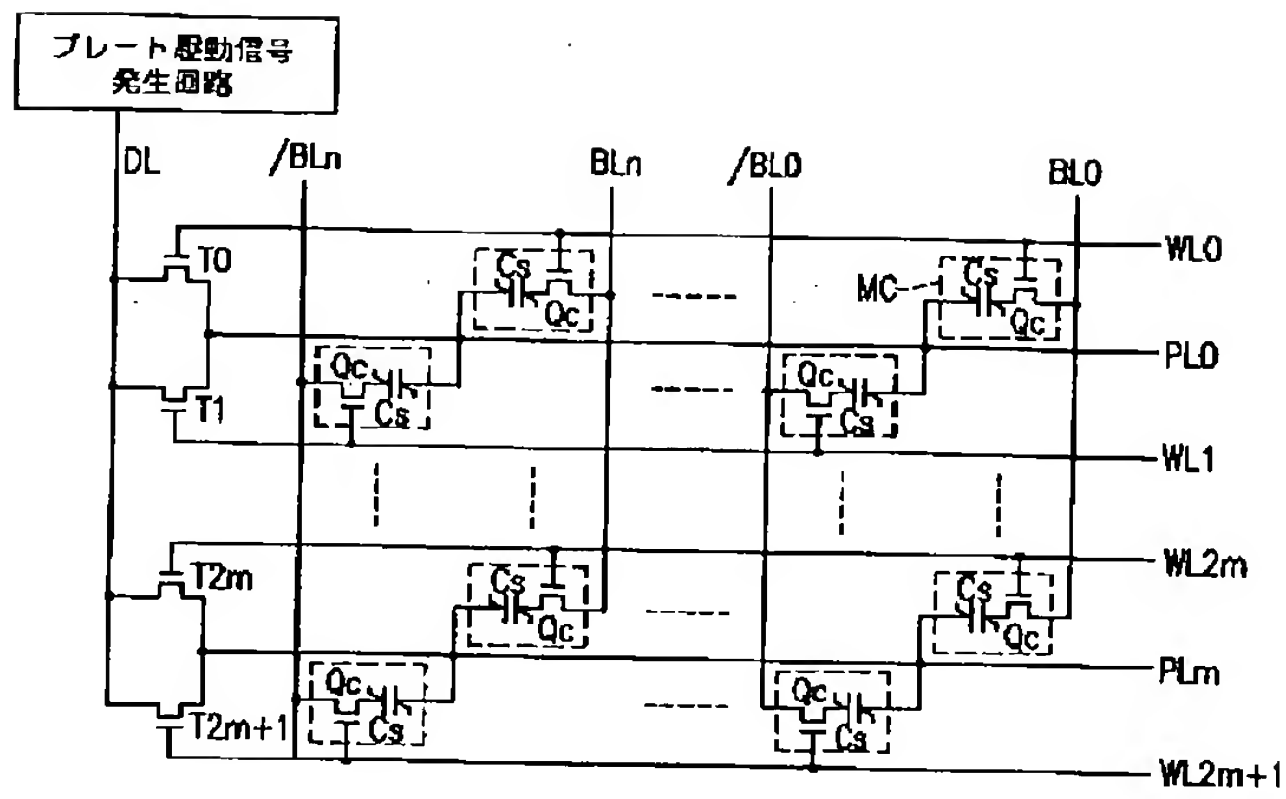 プレート駆動信号
発生回路
DL
/BLn
BLn
/BL0
BL0
T0
WL0
Cs
Qc
MC
Cs
Qc
PL0
Qc
Cs
Qc
Cs
T1
WL1
T2m
WL2m
Cs
Qc
Cs
Qc
PLm
Qc
Cs
Qc
Cs
T2m+1
WL2m+1